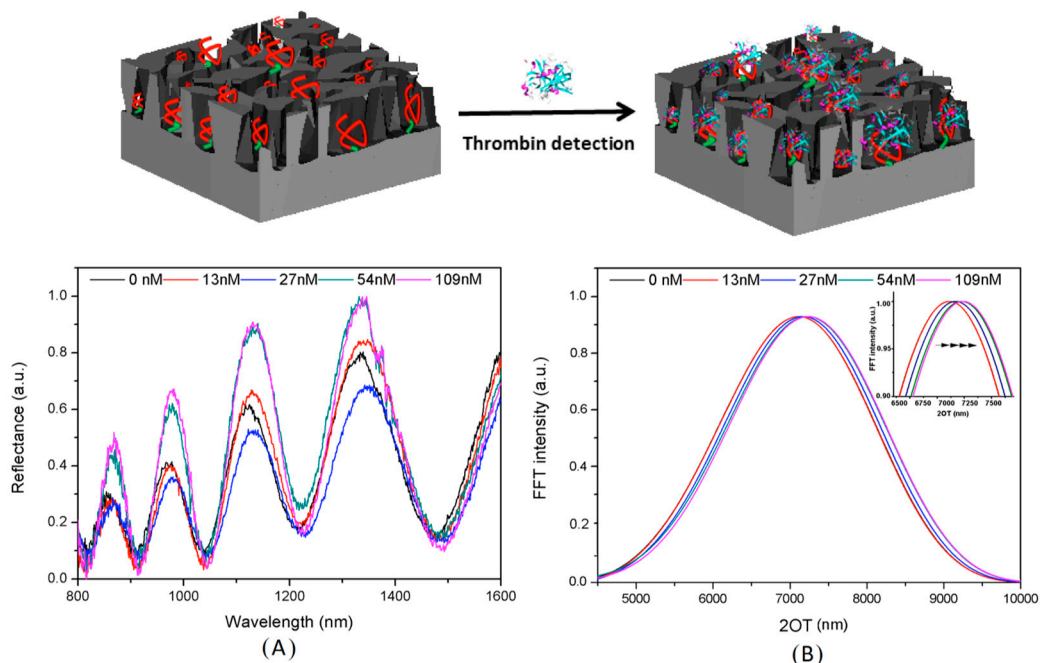 Thrombin detection
0 nM 13nM 27nM 54nM 109nM
1.0
0.8
0.6
0.4
0.2
0.0
Reflectance (a.u.)
800 1000 1200 1400 1600
Wavelength (nm)
(A)
0 nM 13nM 27nM 54nM 109nM
1.0
0.8
0.6
0.4
0.2
0.0
FFT intensity (a.u.)
1.00
0.95
0.90
FFT intensity (a.u.)
6500 6750 7000 7250 7500
2OT (nm)
5000 6000 7000 8000 9000 10000
2OT (nm)
(B)